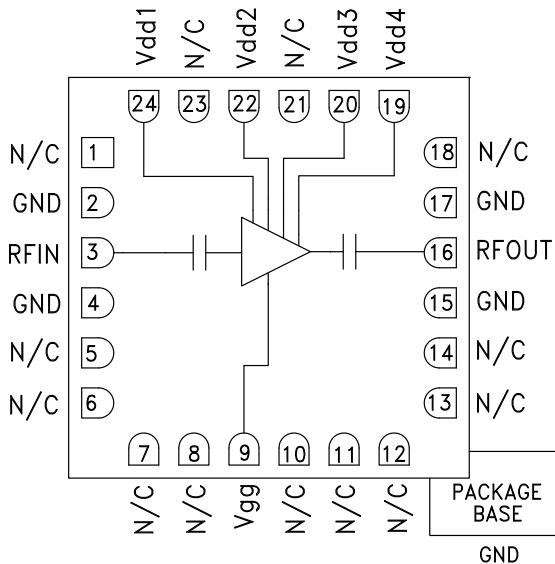 Vdd1 N/C Vdd2 N/C Vdd3 Vdd4
24 23 22 21 20 19
N/C 1
GND 2
RFIN 3
GND 4
N/C 5
N/C 6
18 N/C
17 GND
16 RFOUT
15 GND
14 N/C
13 N/C
7 8 9 10 11 12
N/C N/C Vgg N/C N/C N/C
PACKAGE
BASE
GND